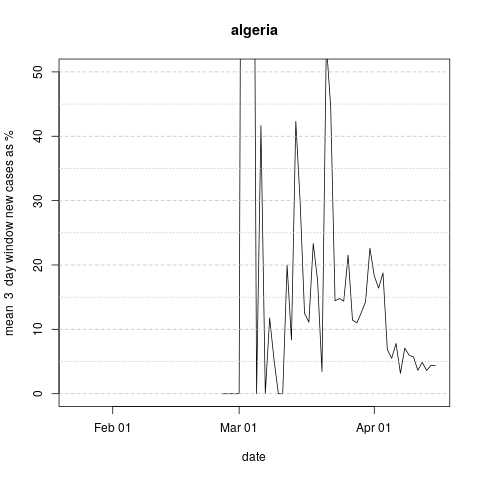 algeria
mean 3 day window new cases as %
50
40
30
20
10
0
Feb 01
Mar 01
Apr 01
date